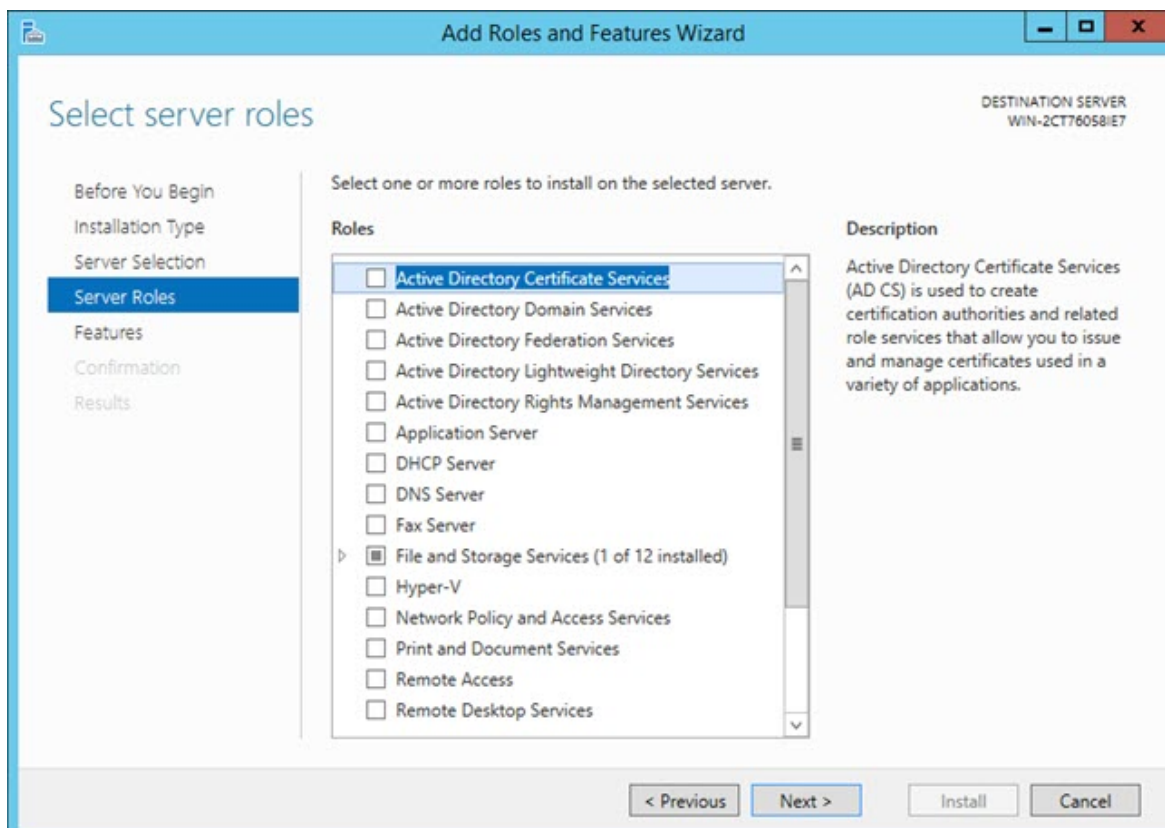 Add Roles and Features Wizard
Select server roles
DESTINATION SERVER
WIN-2CT76058IE7
Before You Begin
Installation Type
Server Selection
Server Roles
Features
Confirmation
Results
Select one or more roles to install on the selected server.
Roles
Active Directory Certificate Services
Active Directory Domain Services
Active Directory Federation Services
Active Directory Lightweight Directory Services
Active Directory Rights Management Services
Application Server
DHCP Server
DNS Server
Fax Server
File and Storage Services (1 of 12 installed)
Hyper-V
Network Policy and Access Services
Print and Document Services
Remote Access
Remote Desktop Services
Description
Active Directory Certificate Services
(AD CS) is used to create
certification authorities and related
role services that allow you to issue
and manage certificates used in a
variety of applications.
< Previous
Next >
Install
Cancel